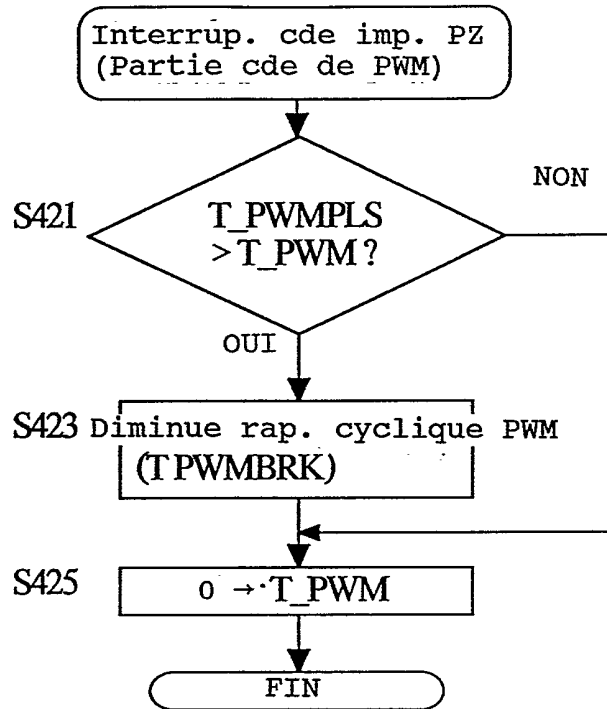 Interrup. cde imp. PZ
(Partie cde de PWM)
NON
S421
T_PWMPLS
>T_PWM ?
OUI
S423 Diminue rap. cyclique PWM
(T PWMBRK)
S425
0 → T_PWM
FIN